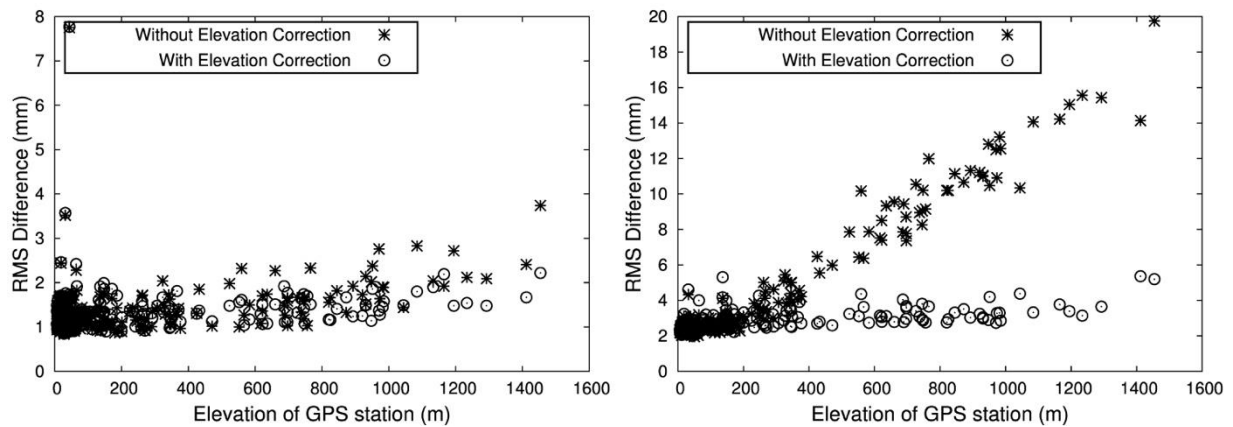 8
7
6
5
4
3
2
1
0
RMS Difference (mm)
Without Elevation Correction
With Elevation Correction
0 200 400 600 800 1000 1200 1400 1600
Elevation of GPS station (m)
20
18
16
14
12
10
8
6
4
2
0
RMS Difference (mm)
Without Elevation Correction
With Elevation Correction
0 200 400 600 800 1000 1200 1400 1600
Elevation of GPS station (m)